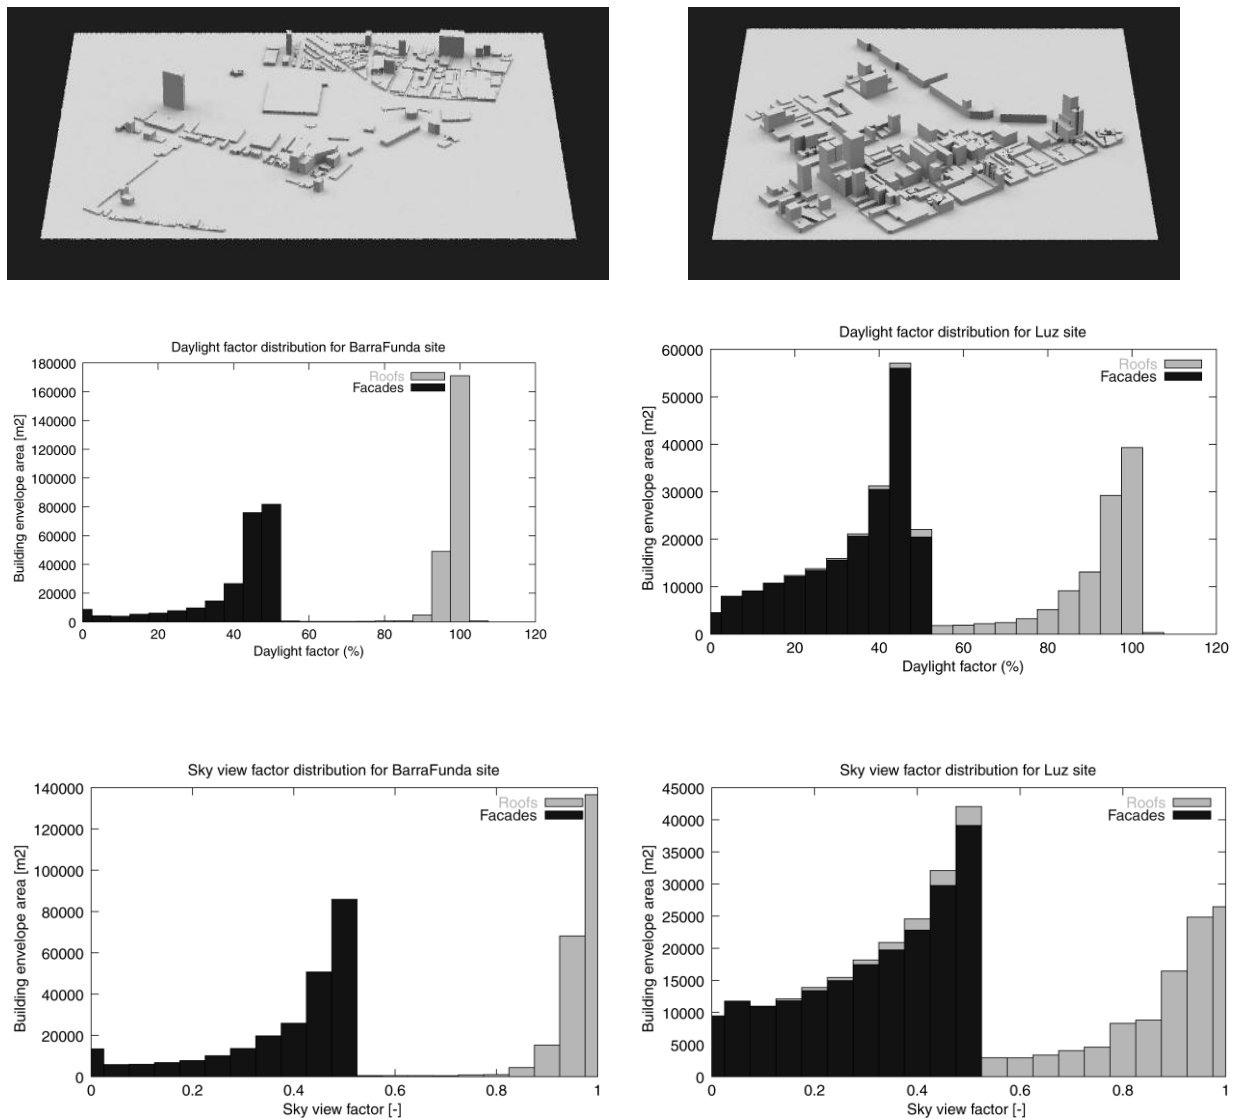 Daylight factor distribution for BarraFunda site
Building envelope area [m2]
180000
160000
140000
120000
100000
80000
60000
40000
20000
0
Roofs
Facades
0 20 40 60 80 100 120
Daylight factor (%)
Daylight factor distribution for Luz site
Building envelope area [m2]
60000
50000
40000
30000
20000
10000
0
Roofs
Facades
0 20 40 60 80 100 120
Daylight factor (%)
Sky view factor distribution for BarraFunda site
Building envelope area [m2]
140000
120000
100000
80000
60000
40000
20000
0
Roofs
Facades
0 0.2 0.4 0.6 0.8 1
Sky view factor [-]
Sky view factor distribution for Luz site
Building envelope area [m2]
45000
40000
35000
30000
25000
20000
15000
10000
5000
0
Roofs
Facades
0 0.2 0.4 0.6 0.8 1
Sky view factor [-]